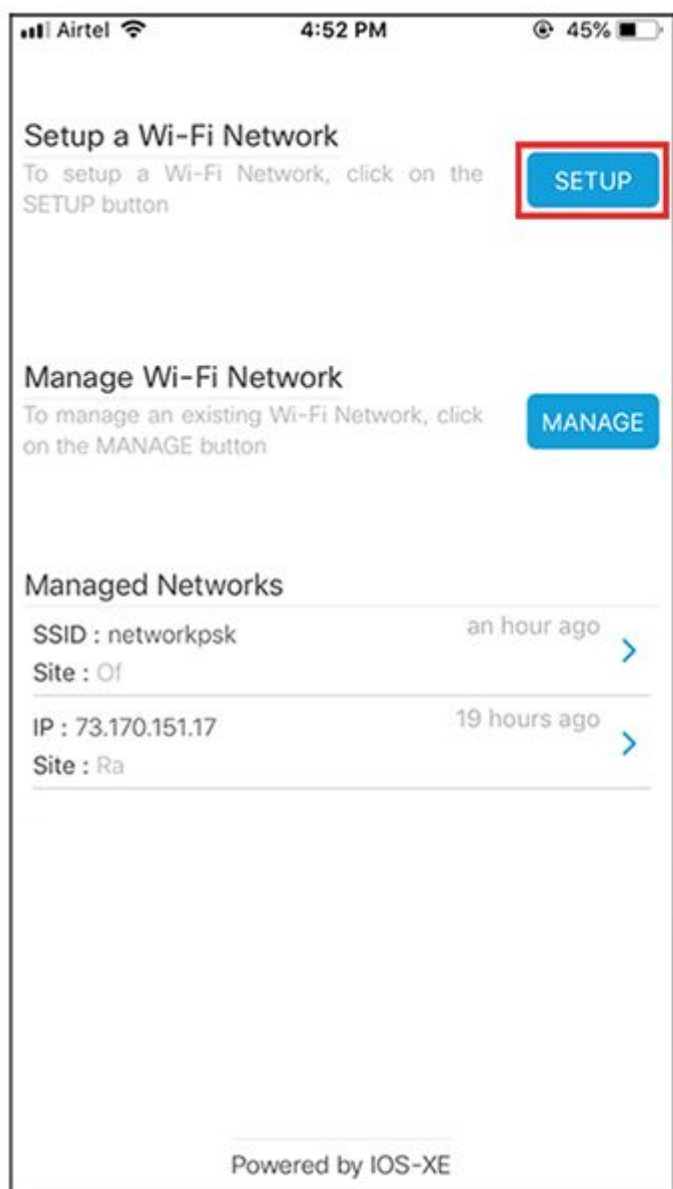 Airtel 4:52 PM 45%
Setup a Wi-Fi Network
To setup a Wi-Fi Network, click on the
SETUP button
SETUP
Manage Wi-Fi Network
To manage an existing Wi-Fi Network, click
on the MANAGE button
MANAGE
Managed Networks
SSID : networkpsk an hour ago
Site : Of
IP : 73.170.151.17 19 hours ago
Site : Ra
Powered by IOS-XE